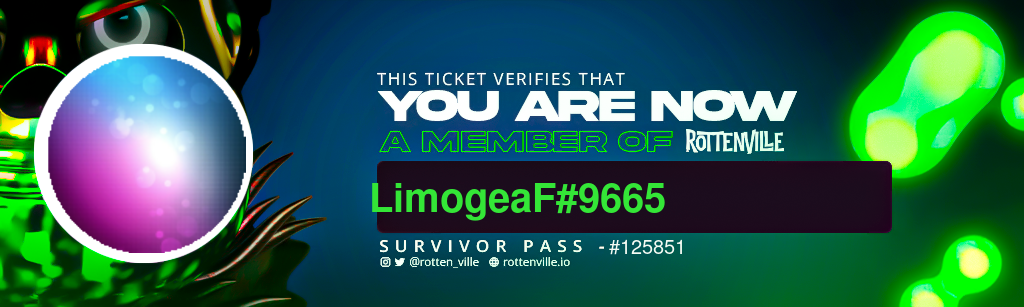 THIS TICKET VERIFIES THAT
YOU ARE NOW
A MEMBER OF ROTTENVILLE
LimogeaF#9665
SURVIVOR PASS - #125851
@rotten_ville rottenville.io